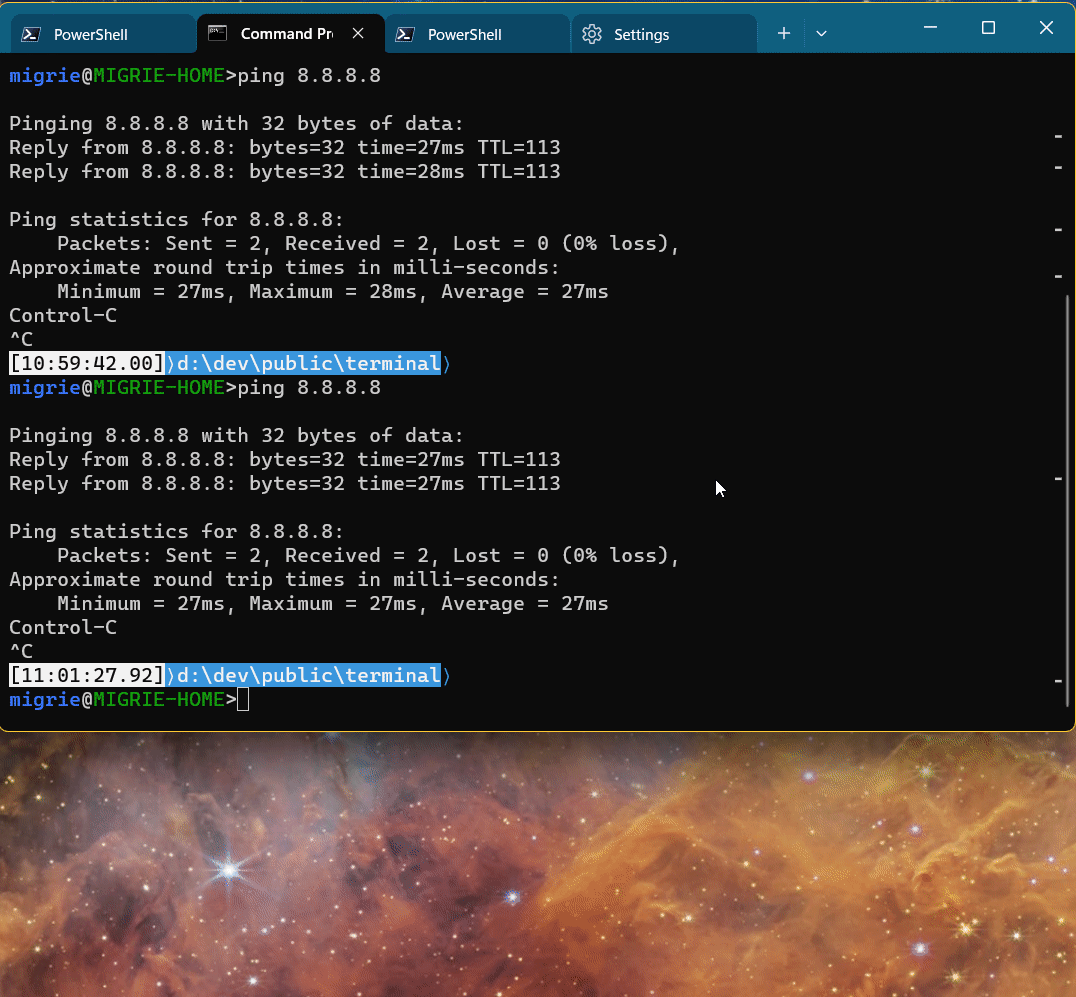 PowerShell
Command Pr
PowerShell
Settings
migrie@MIGRIE-HOME>ping 8.8.8.8
Pinging 8.8.8.8 with 32 bytes of data:
Reply from 8.8.8.8: bytes=32 time=27ms TTL=113
Reply from 8.8.8.8: bytes=32 time=28ms TTL=113
Ping statistics for 8.8.8.8:
Packets: Sent = 2, Received = 2, Lost = 0 (0% loss),
Approximate round trip times in milli-seconds:
Minimum = 27ms, Maximum = 28ms, Average = 27ms
Control-C
^C
[10:59:42.00]⟩d:\dev\public\terminal⟩
migrie@MIGRIE-HOME>ping 8.8.8.8
Pinging 8.8.8.8 with 32 bytes of data:
Reply from 8.8.8.8: bytes=32 time=27ms TTL=113
Reply from 8.8.8.8: bytes=32 time=27ms TTL=113
Ping statistics for 8.8.8.8:
Packets: Sent = 2, Received = 2, Lost = 0 (0% loss),
Approximate round trip times in milli-seconds:
Minimum = 27ms, Maximum = 27ms, Average = 27ms
Control-C
^C
[11:01:27.92]⟩d:\dev\public\terminal⟩
migrie@MIGRIE-HOME>